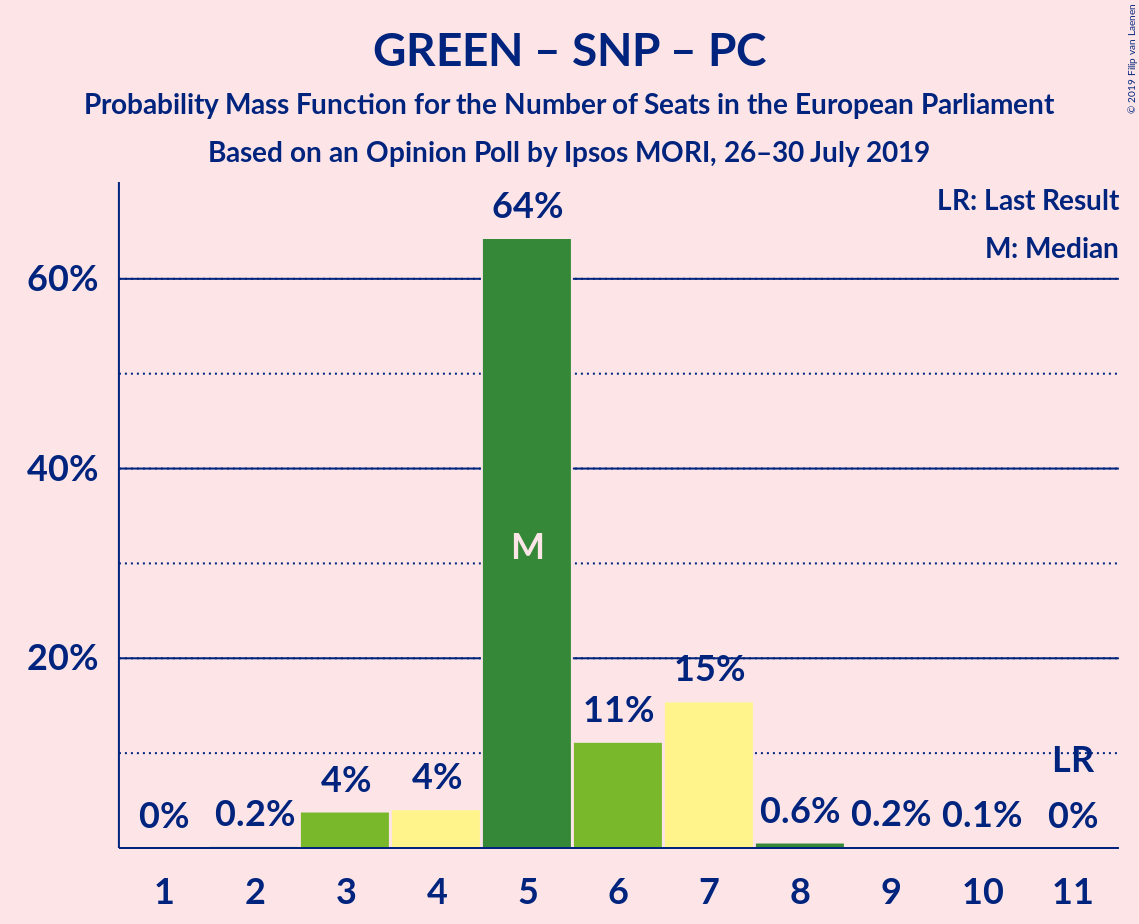 GREEN – SNP – PC
Probability Mass Function for the Number of Seats in the European Parliament
Based on an Opinion Poll by Ipsos MORI, 26–30 July 2019
© 2019 Filip van Laenen
LR: Last Result
M: Median
60%
40%
20%
0%
0.2%
4%
4%
64%
M
11%
15%
0.6%
0.2%
0.1%
LR
0%
1 2 3 4 5 6 7 8 9 10 11